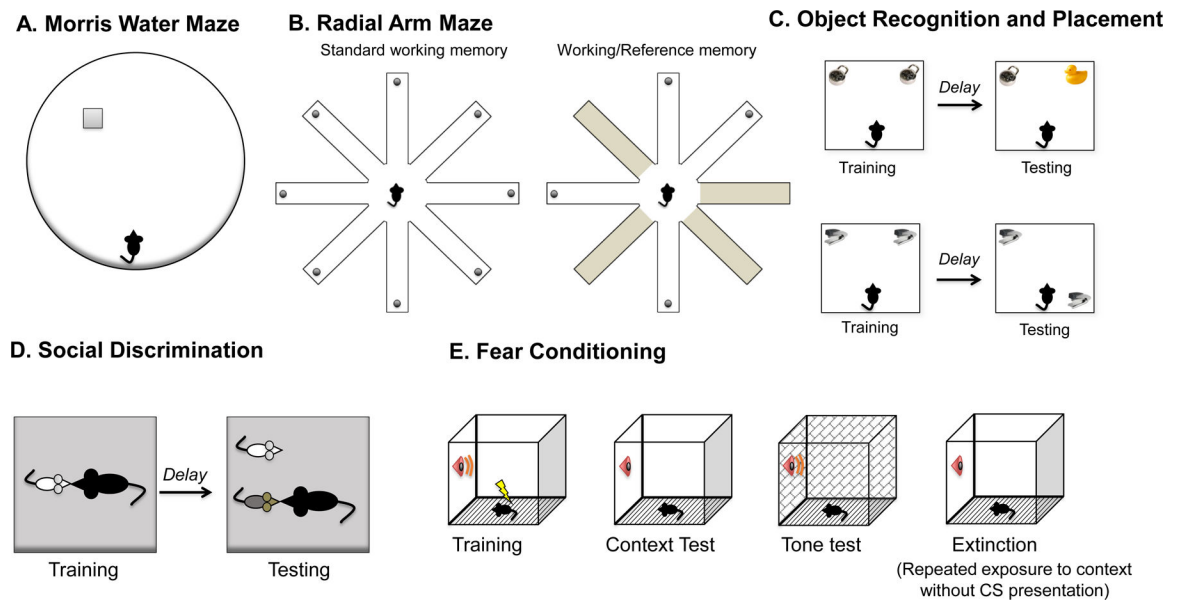 A. Morris Water Maze
B. Radial Arm Maze
Standard working memory
Working/Reference memory
C. Object Recognition and Placement
Delay
Training
Testing
Delay
Training
Testing
D. Social Discrimination
Delay
Training
Testing
E. Fear Conditioning
Training
Context Test
Tone test
Extinction
(Repeated exposure to context
without CS presentation)